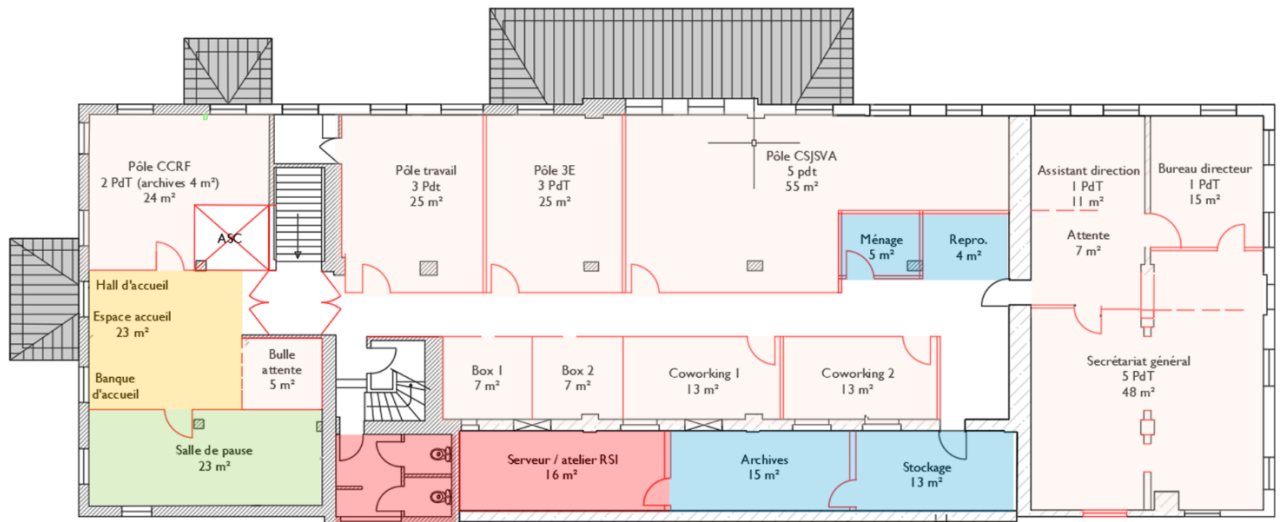 Pôle CCRF
2 PdT (archives 4 m²)
24 m²
ASC
Pôle travail
3 Pdt
25 m²
Pôle 3E
3 PdT
25 m²
Pôle CSJSVA
5 pdt
55 m²
Ménage
5 m²
Repro.
4 m²
Assistant direction
1 PdT
11 m²
Attente
7 m²
Bureau directeur
1 PdT
15 m²
Hall d'accueil
Espace accueil
23 m²
Banque
d'accueil
Bulle
attente
5 m²
Box 1
7 m²
Box 2
7 m²
Coworking 1
13 m²
Coworking 2
13 m²
Secrétariat général
5 PdT
48 m²
Salle de pause
23 m²
Serveur / atelier RSI
16 m²
Archives
15 m²
Stockage
13 m²